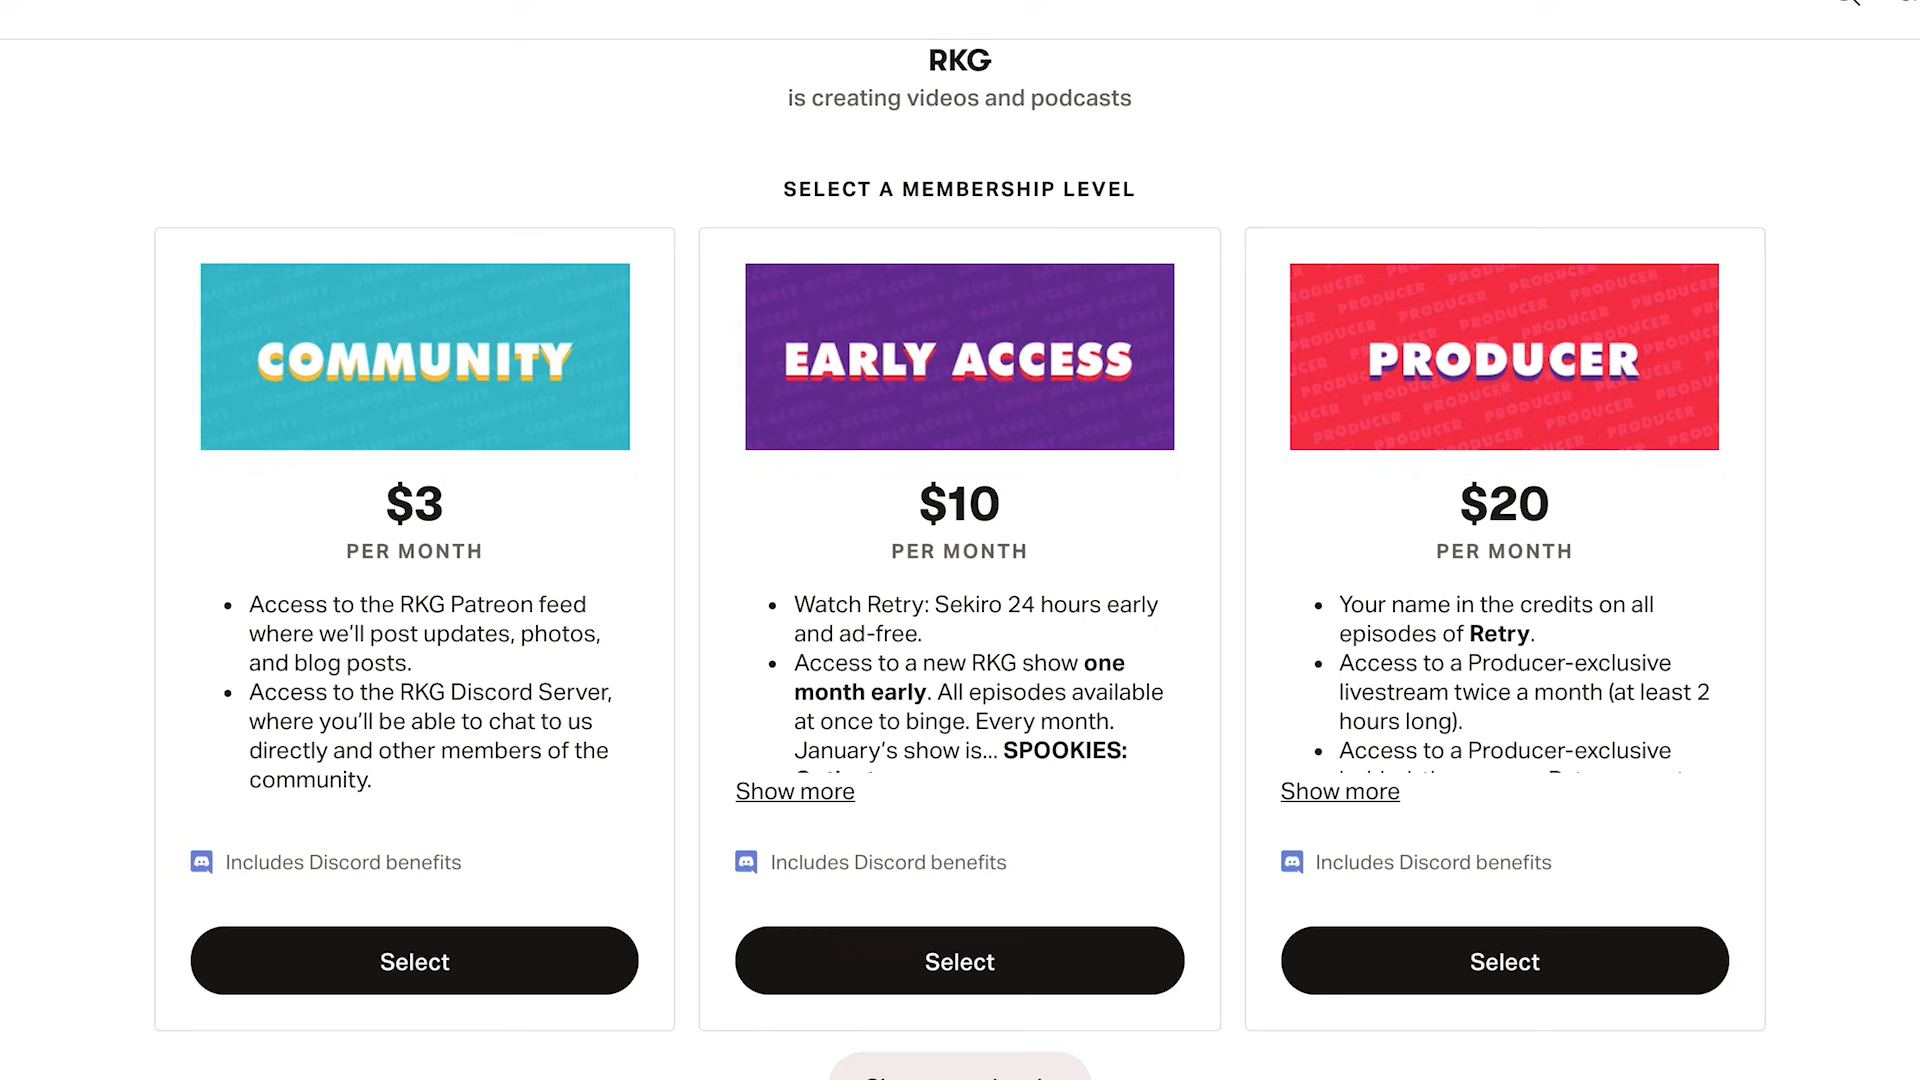 RKG
is creating videos and podcasts
SELECT A MEMBERSHIP LEVEL
COMMUNITY
$3
PER MONTH
• Access to the RKG Patreon feed
where we’ll post updates, photos,
and blog posts.
• Access to the RKG Discord Server,
where you’ll be able to chat to us
directly and other members of the
community.
Includes Discord benefits
Select
EARLY ACCESS
$10
PER MONTH
• Watch Retry: Sekiro 24 hours early
and ad-free.
• Access to a new RKG show one
month early. All episodes available
at once to binge. Every month.
January’s show is... SPOOKIES:
Show more
Includes Discord benefits
Select
PRODUCER
$20
PER MONTH
• Your name in the credits on all
episodes of Retry.
• Access to a Producer-exclusive
livestream twice a month (at least 2
hours long).
• Access to a Producer-exclusive
Show more
Includes Discord benefits
Select